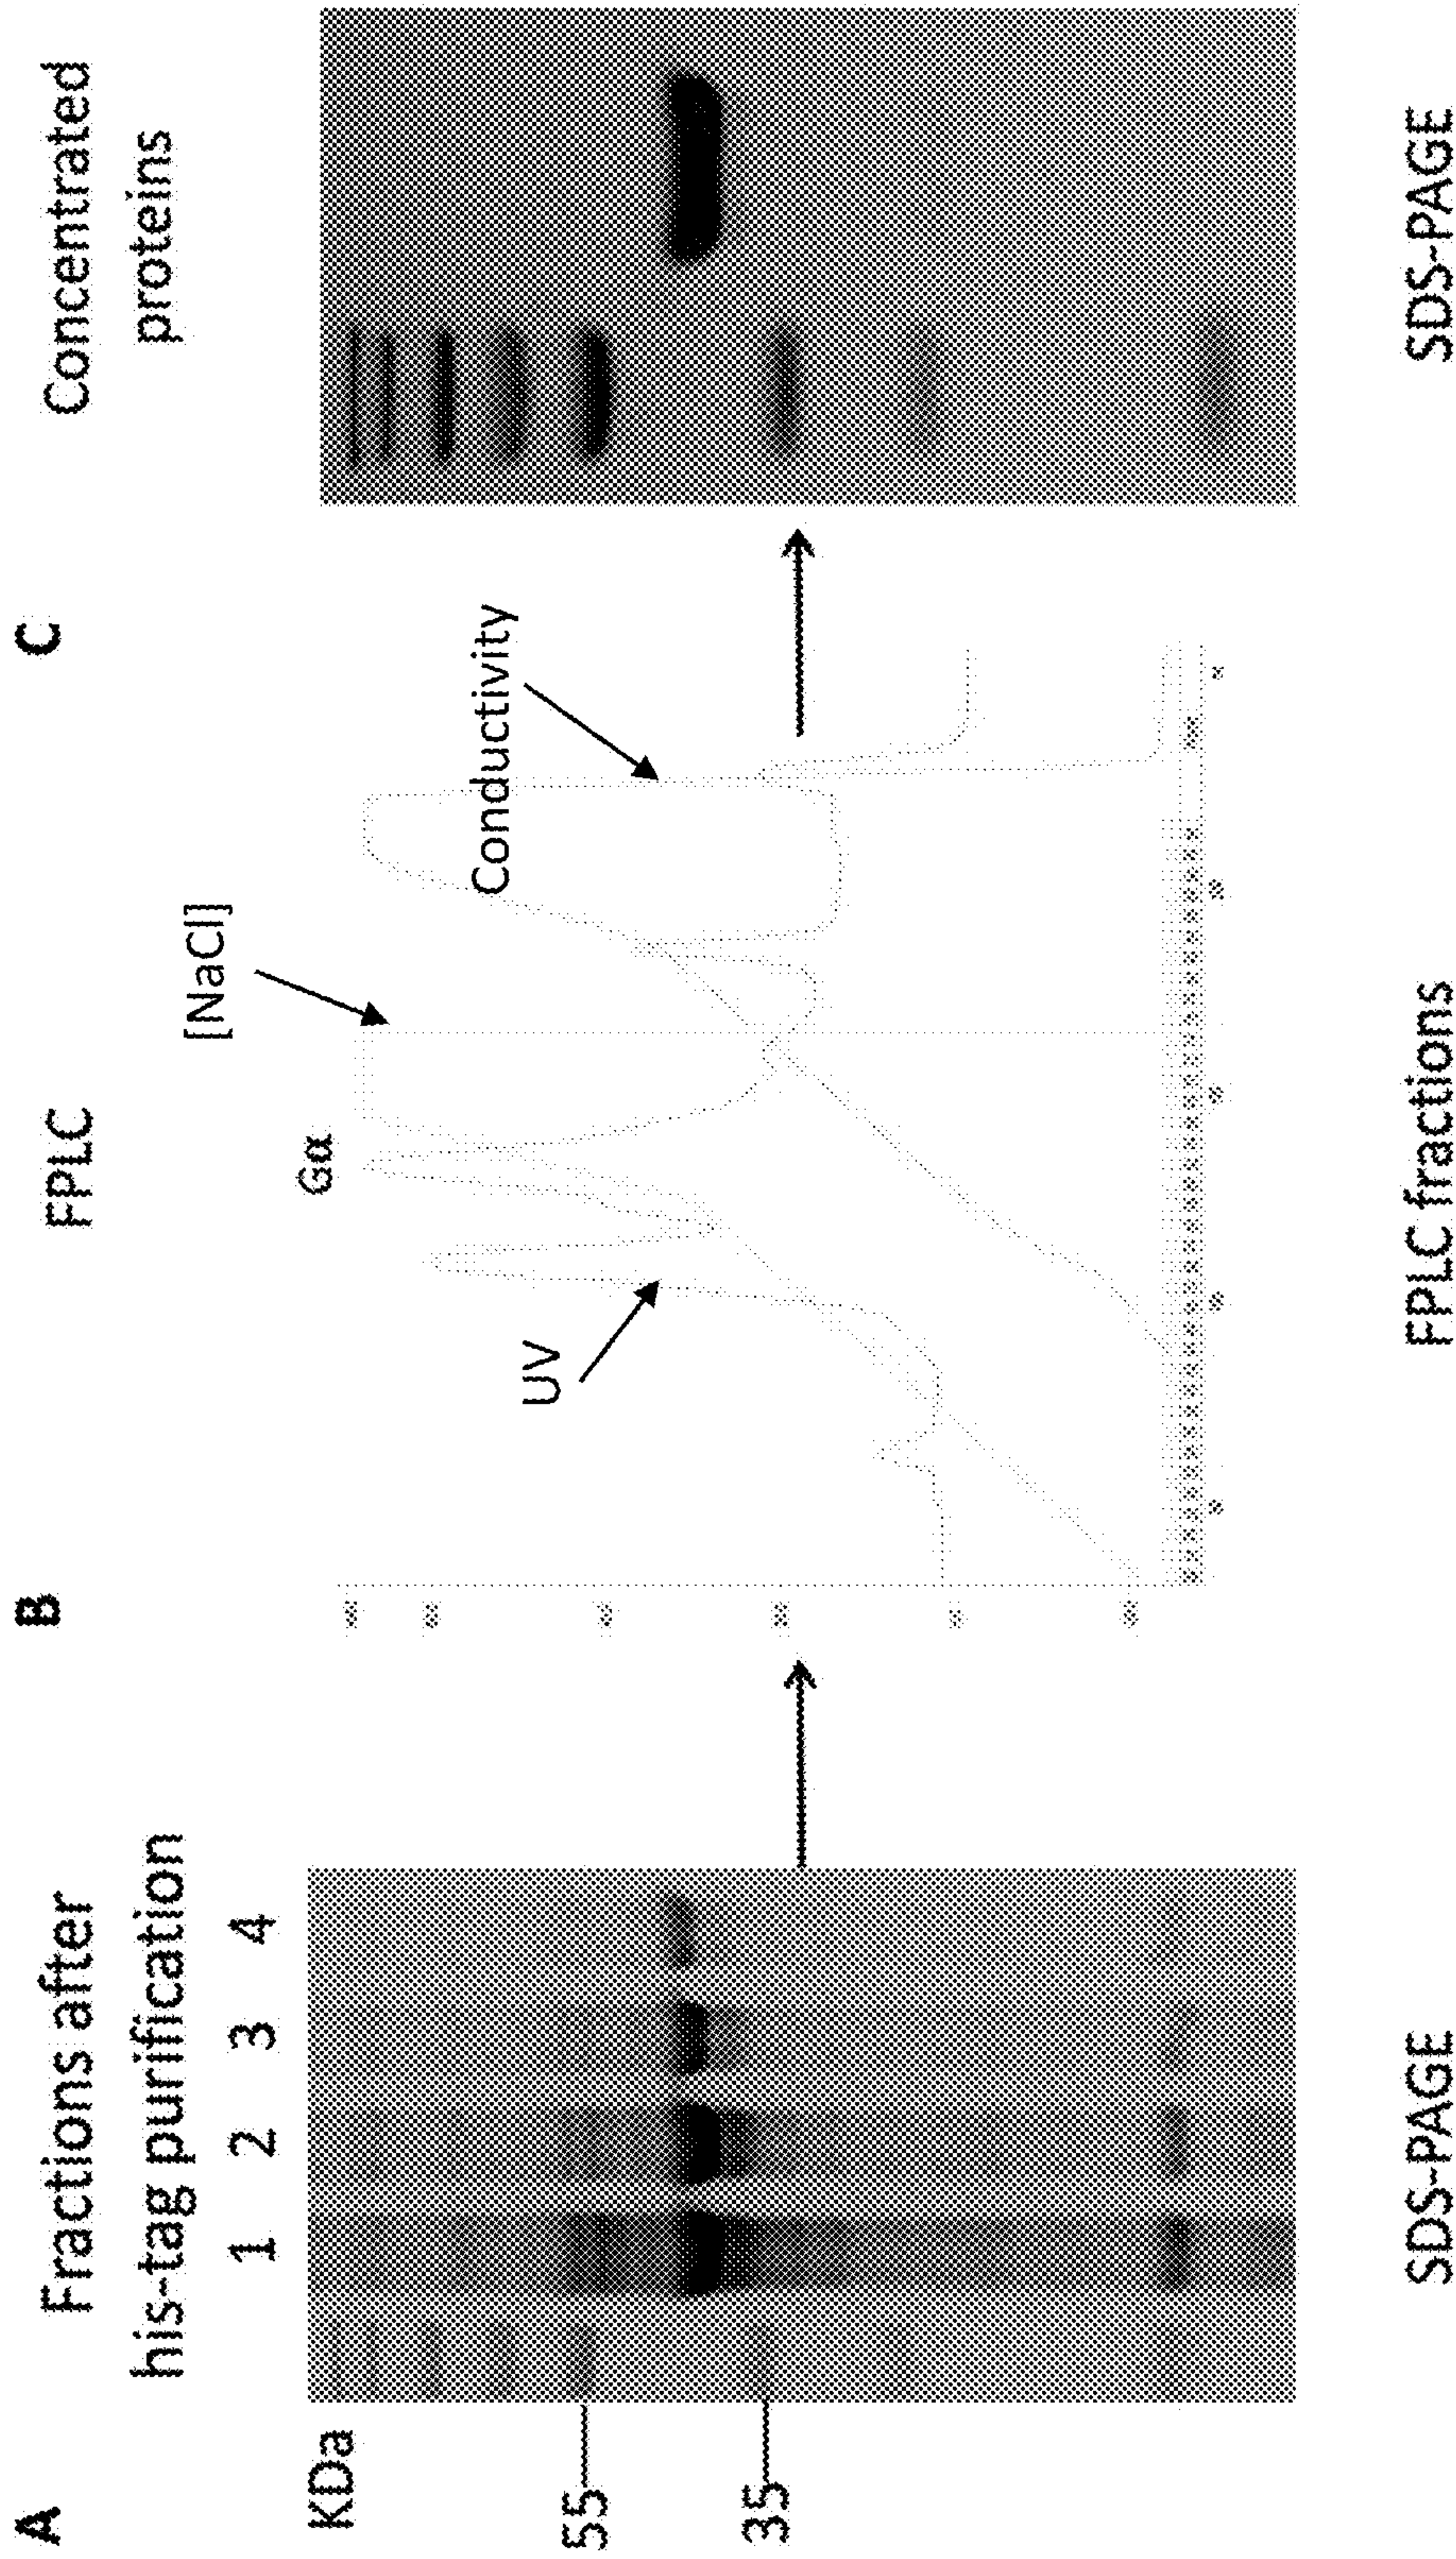 A
Fractions after
his-tag purification
KDa
1 2 3 4
55
35
SDS-PAGE
B
FPLC
[NaCl]
Gα
UV
Conductivity
FPLC fractions
C
Concentrated
proteins
SDS-PAGE